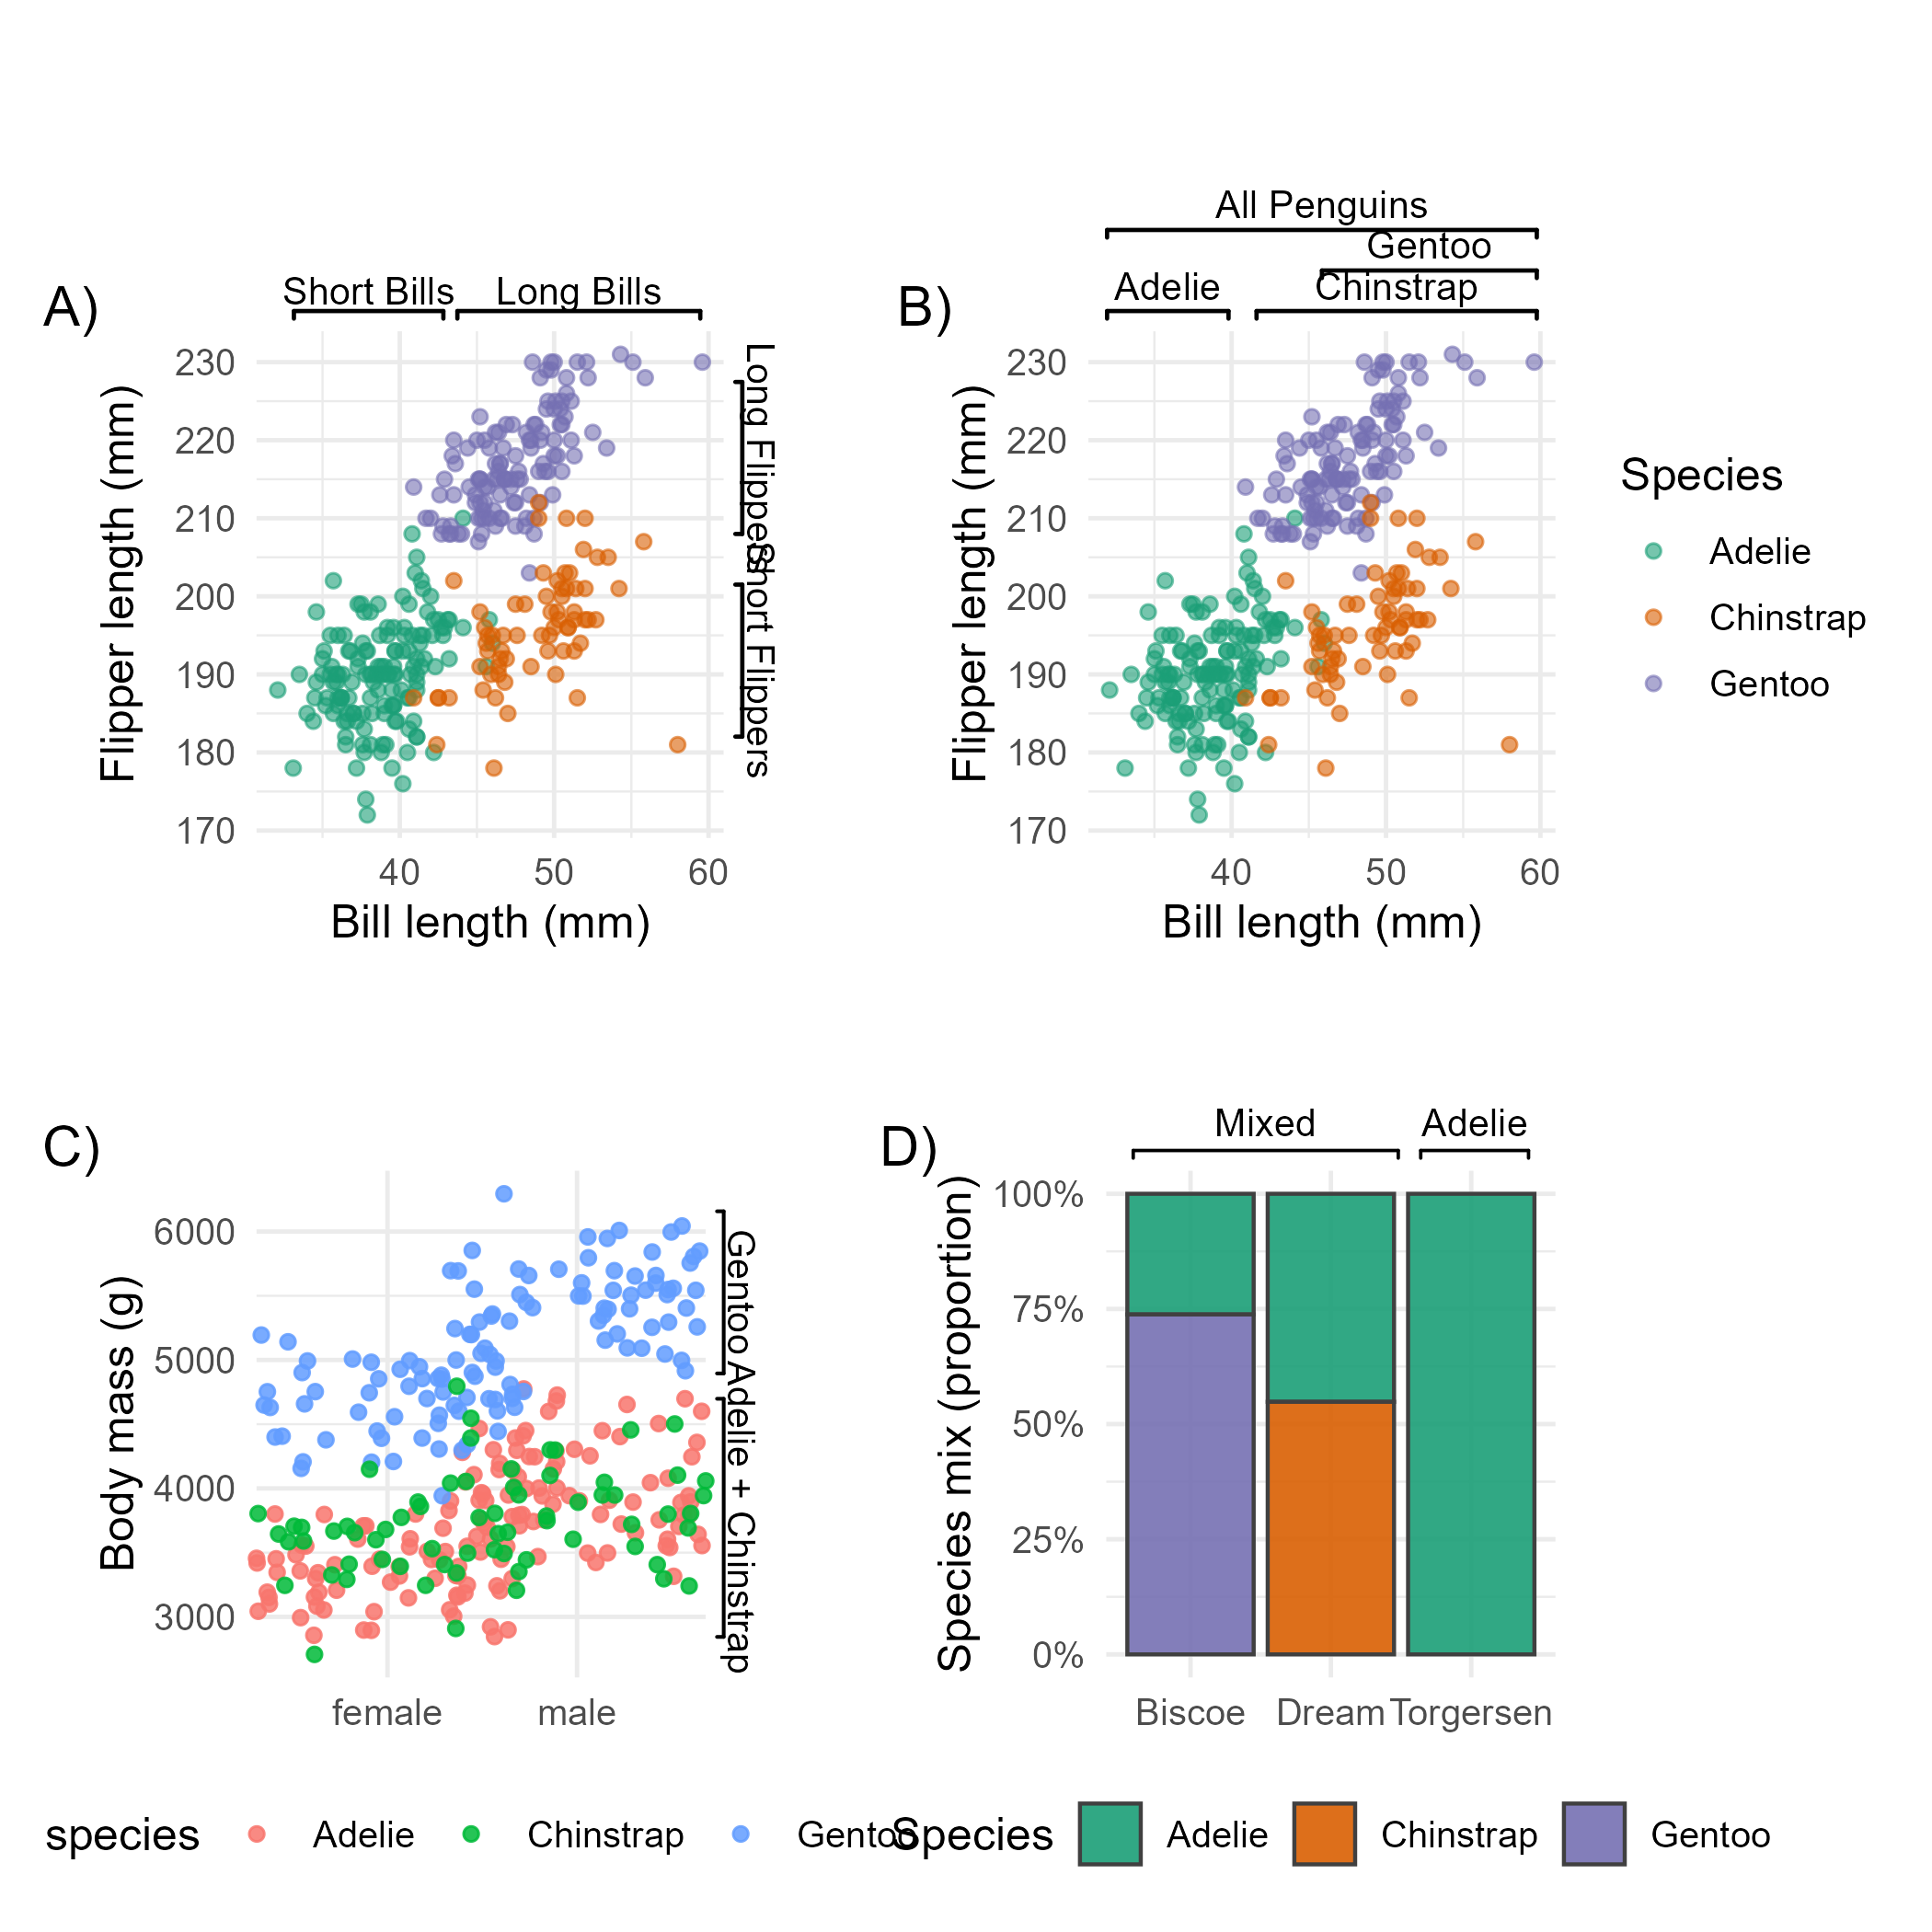 All Penguins
Gentoo
A)
Short Bills
Long Bills
B)
Adelie
Chinstrap
Flipper length (mm)
230
220
210
200
190
180
170
Long Flippers
Short Flippers
40
50
60
Bill length (mm)
Flipper length (mm)
230
220
210
200
190
180
170
40
50
60
Bill length (mm)
Species
Adelie
Chinstrap
Gentoo
C)
Body mass (g)
6000
5000
4000
3000
Gentoo
Adelie + Chinstrap
female
male
D)
Mixed
Adelie
Species mix (proportion)
100%
75%
50%
25%
0%
Biscoe
Dream
Torgersen
species
Adelie
Chinstrap
Gentoo
Species
Adelie
Chinstrap
Gentoo